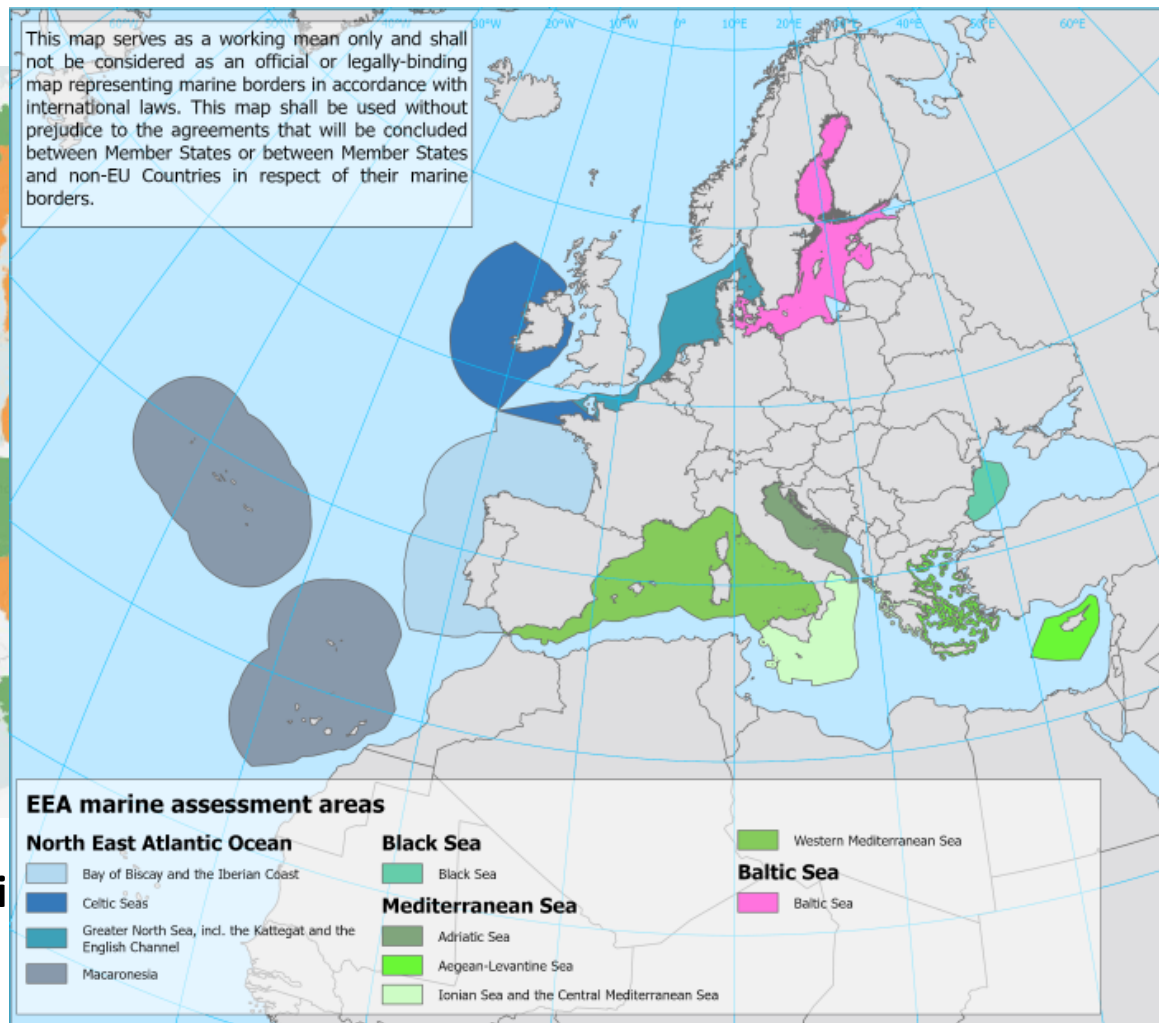 60°W 50°W 40°W 30°W 20°W 10°W 0° 10°E 20°E 30°E 40°E 50°E 60°E
This map serves as a working mean only and shall
not be considered as an official or legally-binding
map representing marine borders in accordance with
international laws. This map shall be used without
prejudice to the agreements that will be concluded
between Member States or between Member States
and non-EU Countries in respect of their marine
borders.
EEA marine assessment areas
North East Atlantic Ocean
Bay of Biscay and the Iberian Coast
Celtic Seas
Greater North Sea, incl. the Kattegat and the
English Channel
Macaronesia
Black Sea
Black Sea
Mediterranean Sea
Adriatic Sea
Aegean-Levantine Sea
Ionian Sea and the Central Mediterranean Sea
Western Mediterranean Sea
Baltic Sea
Baltic Sea
i